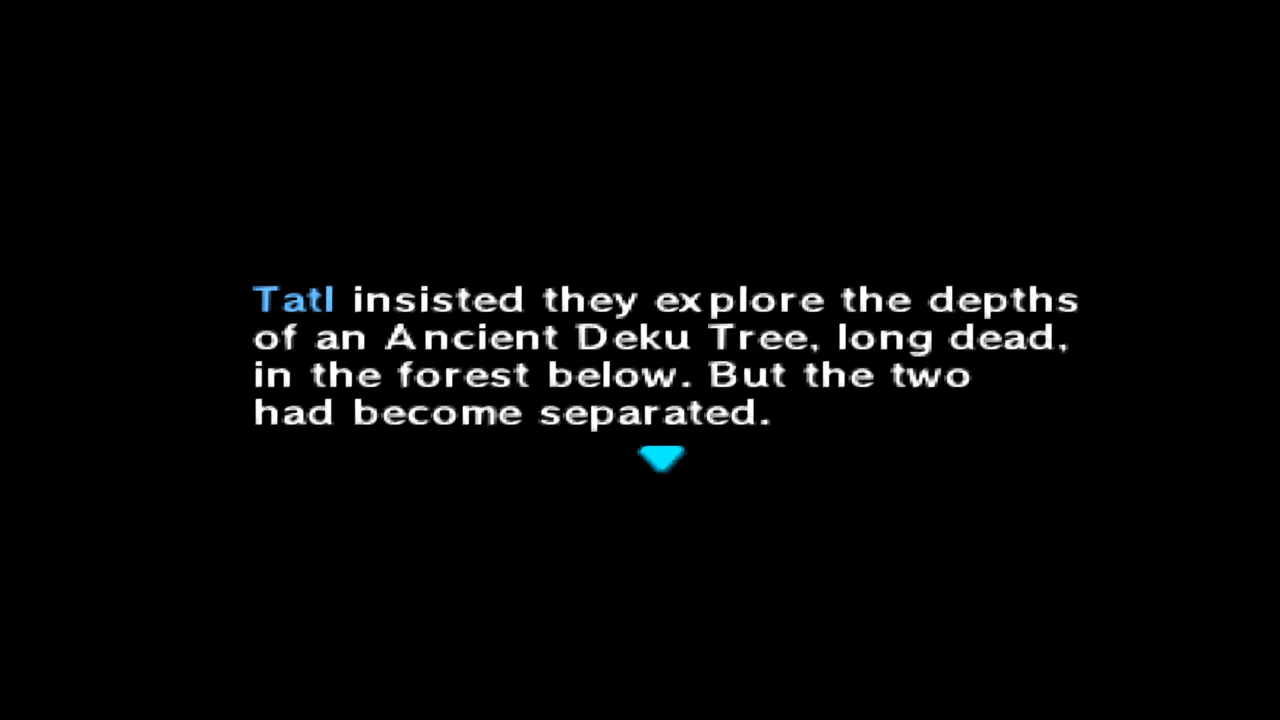 Tatl insisted they explore the depths
of an Ancient Deku Tree, long dead,
in the forest below. But the two
had become separated.